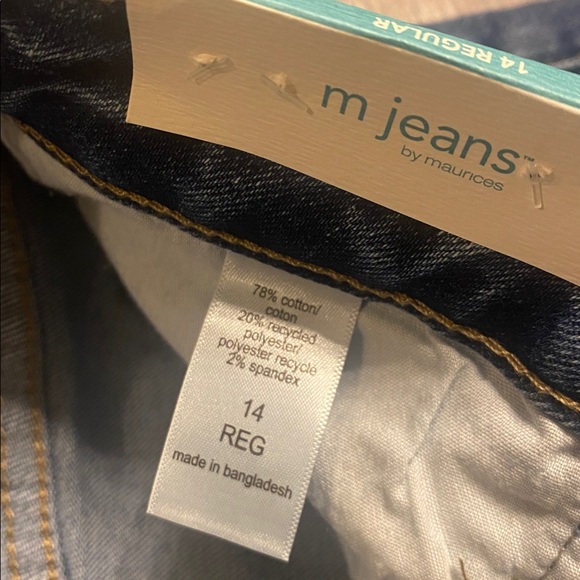 14 REGULAR
m jeans™
by maurices
78% cotton/
coton
20% recycled
polyester/
polyester recycle
2% spandex
14
REG
made in bangladesh